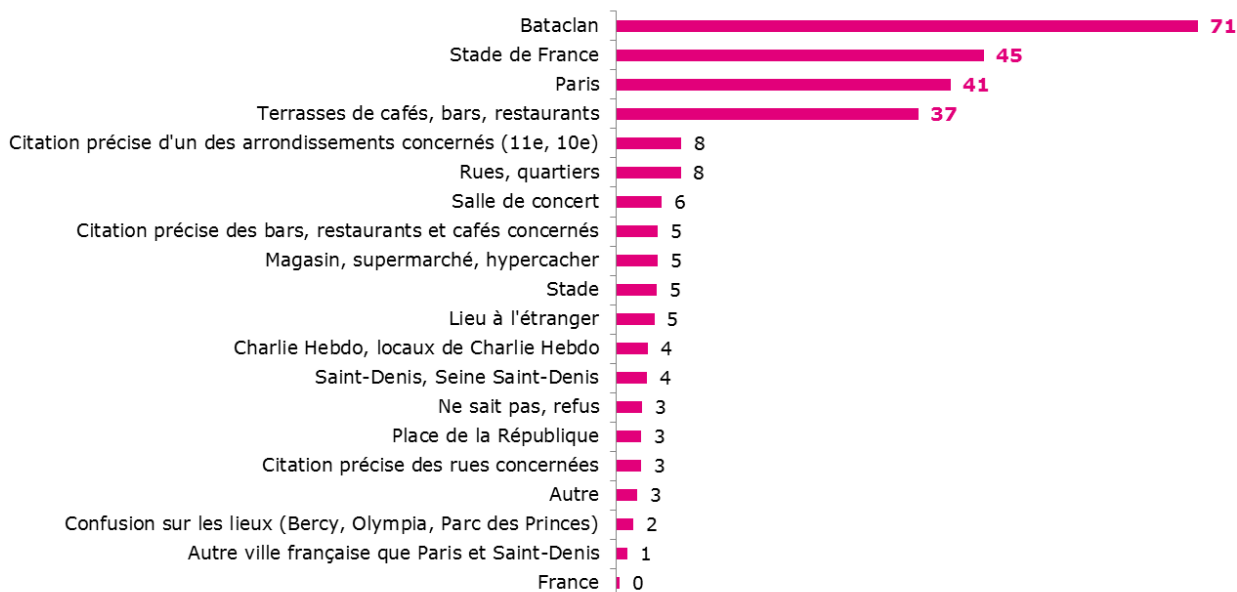 Bataclan 71
Stade de France 45
Paris 41
Terrasses de cafés, bars, restaurants 37
Citation précise d'un des arrondissements concernés (11e, 10e) 8
Rues, quartiers 8
Salle de concert 6
Citation précise des bars, restaurants et cafés concernés 5
Magasin, supermarché, hypercacher 5
Stade 5
Lieu à l'étranger 5
Charlie Hebdo, locaux de Charlie Hebdo 4
Saint-Denis, Seine Saint-Denis 4
Ne sait pas, refus 3
Place de la République 3
Citation précise des rues concernées 3
Autre 3
Confusion sur les lieux (Bercy, Olympia, Parc des Princes) 2
Autre ville française que Paris et Saint-Denis 1
France 0